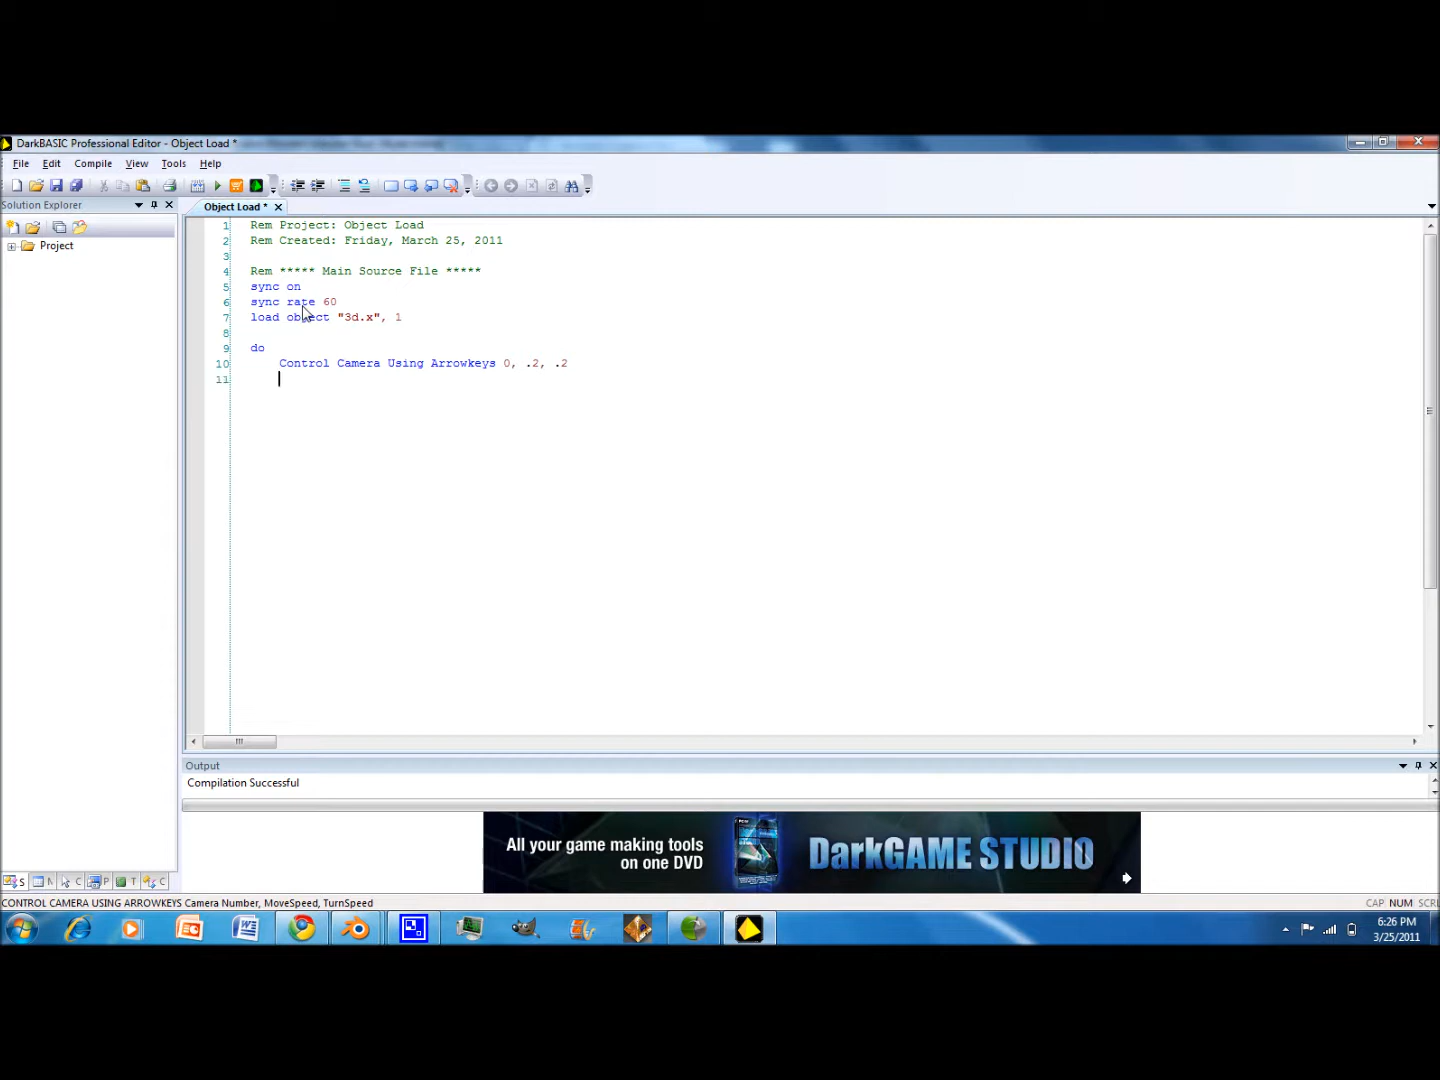 DarkBASIC Professional Editor - Object Load *
File Edit Compile View Tools Help
Solution Explorer
Object Load *
Project
1 Rem Project: Object Load
2 Rem Created: Friday, March 25, 2011
3
4 Rem ***** Main Source File *****
5 sync on
6 sync rate 60
7 load object "3d.x", 1
8
9 do
10 Control Camera Using Arrowkeys 0, .2, .2
11
Output
Compilation Successful
All your game making tools
on one DVD
DarkGAME STUDIO
S N C P T C
CONTROL CAMERA USING ARROWKEYS Camera Number, MoveSpeed, TurnSpeed
CAP NUM SCRL
6:26 PM
3/25/2011